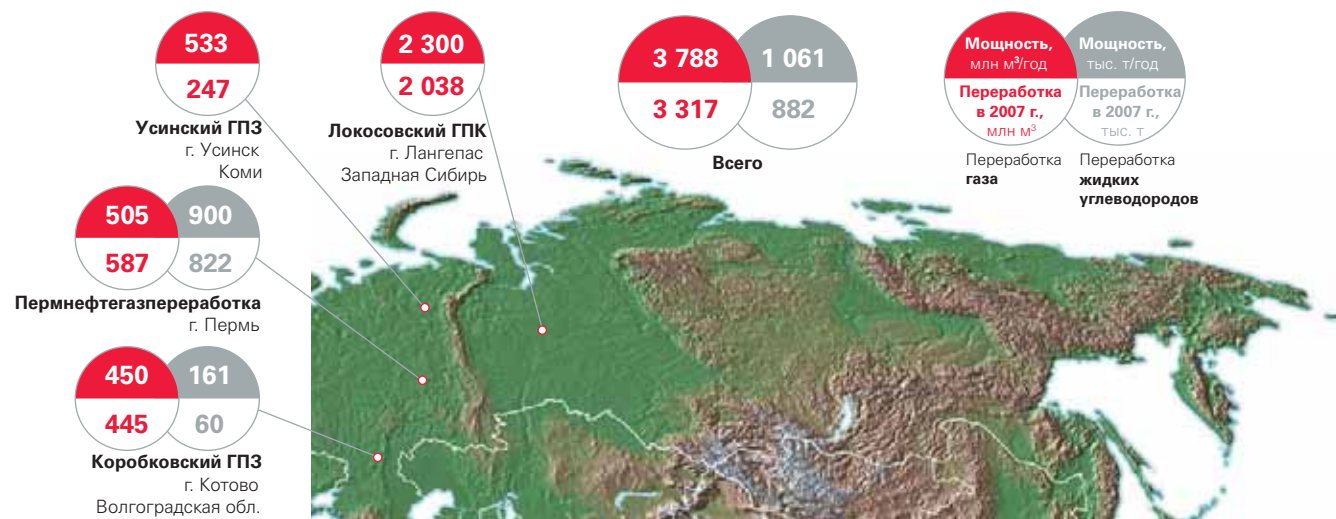 533
247
Усинский ГПЗ
г. Усинск
Коми
2 300
2 038
Локосовский ГПК
г. Лангепас
Западная Сибирь
3 788 1 061
3 317 882
Всего
Мощность,
млн м³/год
Переработка
в 2007 г.,
млн м³
Переработка
газа
Мощность,
тыс. т/год
Переработка
в 2007 г.,
тыс. т
Переработка
жидких
углеводородов
505 900
587 822
Пермнефтегазпереработка
г. Пермь
450 161
445 60
Коробковский ГПЗ
г. Котово
Волгоградская обл.